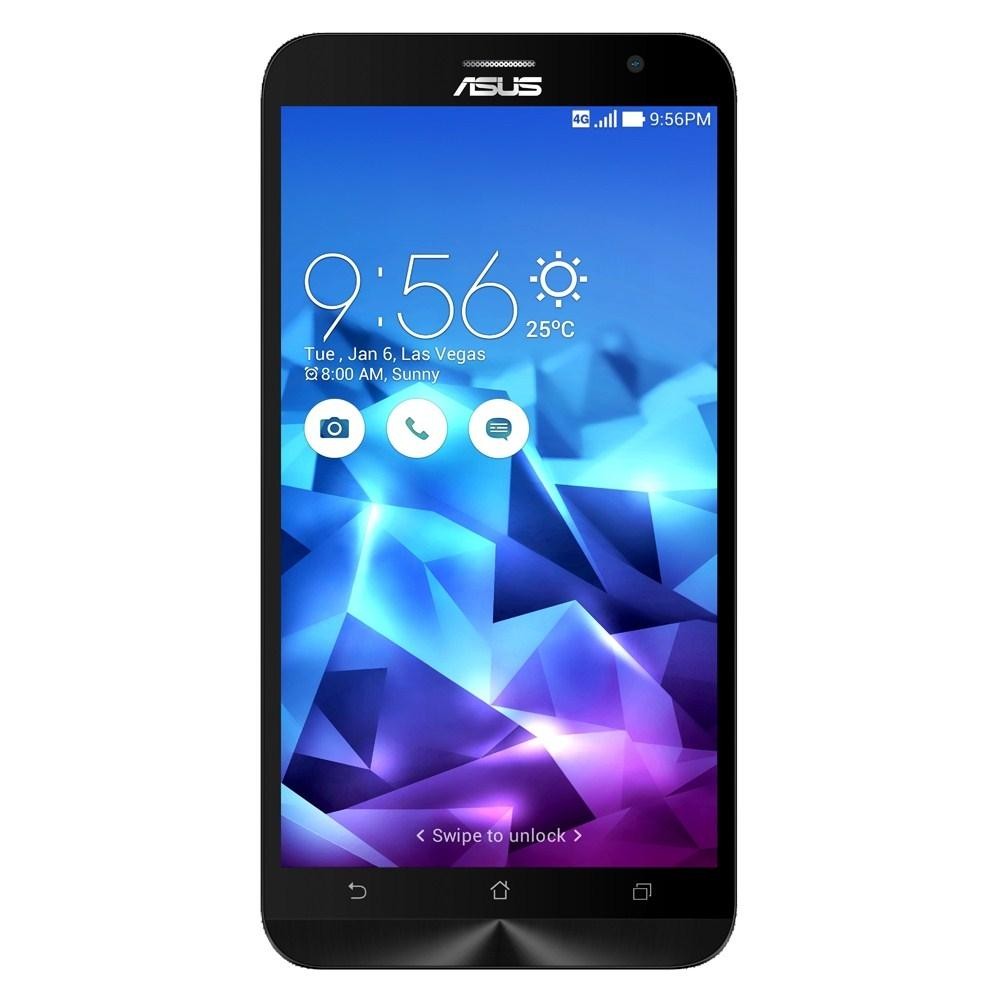 ASUS
4G 9:56PM
9:56
25°C
Tue , Jan 6, Las Vegas
8:00 AM, Sunny
< Swipe to unlock >